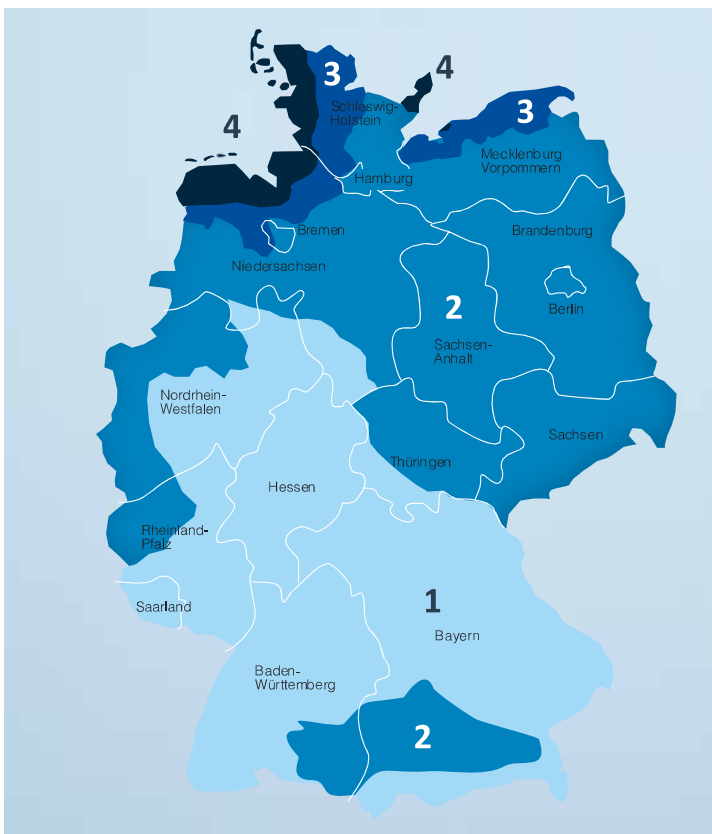 3
4
Schleswig-
Holstein
3
4
Mecklenburg
Vorpommern
Hamburg
Bremen
Brandenburg
Niedersachsen
2
Berlin
Sachsen-
Anhalt
Nordrhein-
Westfalen
Sachsen
Thüringen
Hessen
Rheinland-
Pfalz
1
Saarland
Bayern
Baden-
Württemberg
2